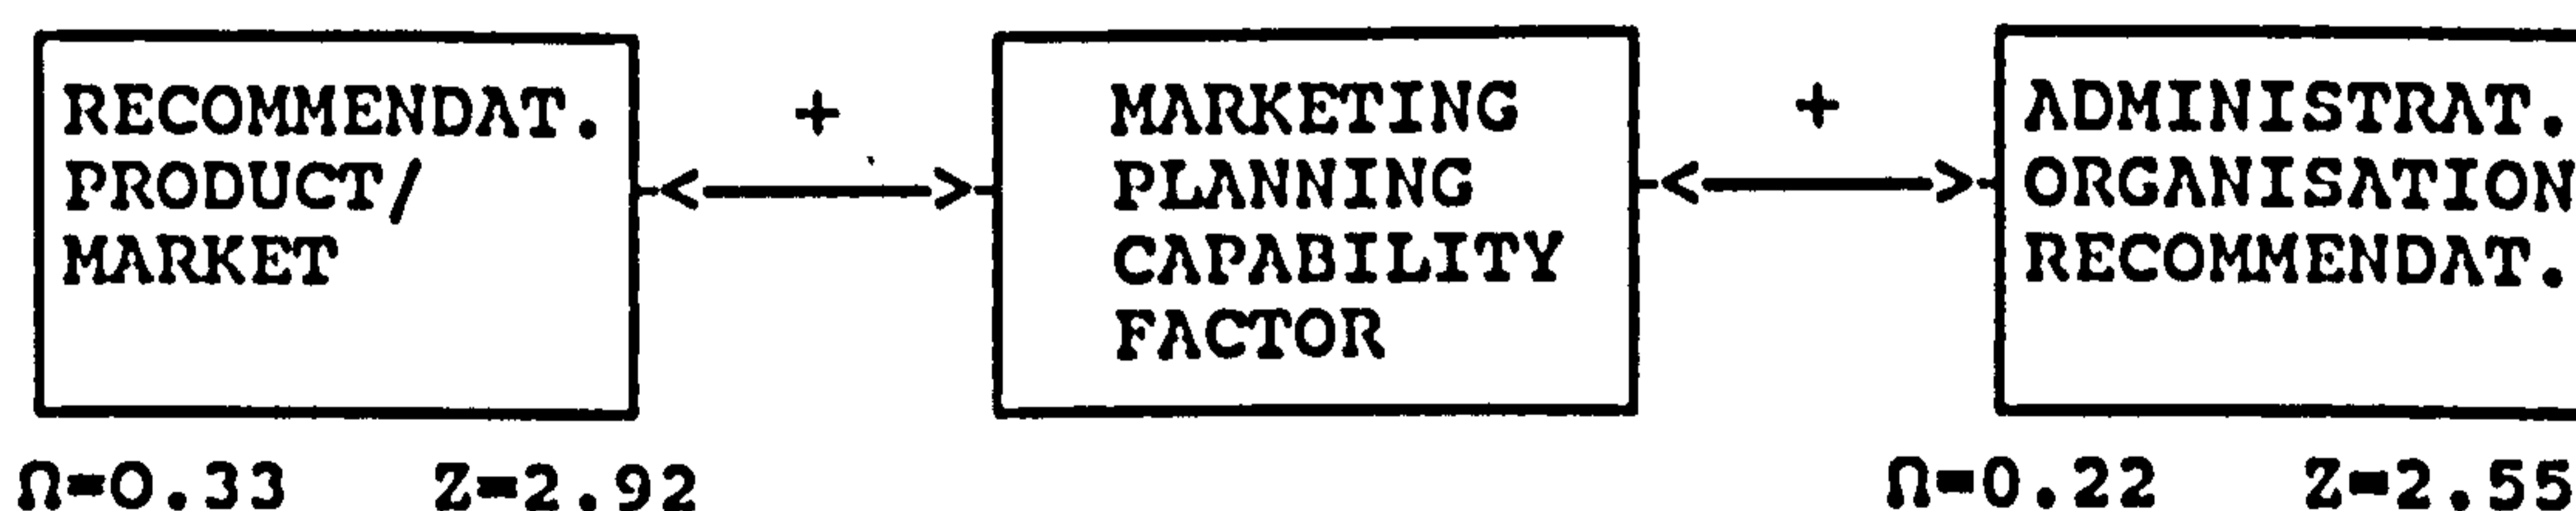 RECOMMENDAT.
PRODUCT/
MARKET
+
MARKETING
PLANNING
CAPABILITY
FACTOR
+
ADMINISTRAT.
ORGANISATION
RECOMMENDAT.
Ω=0.33 Z=2.92
Ω=0.22 Z=2.55